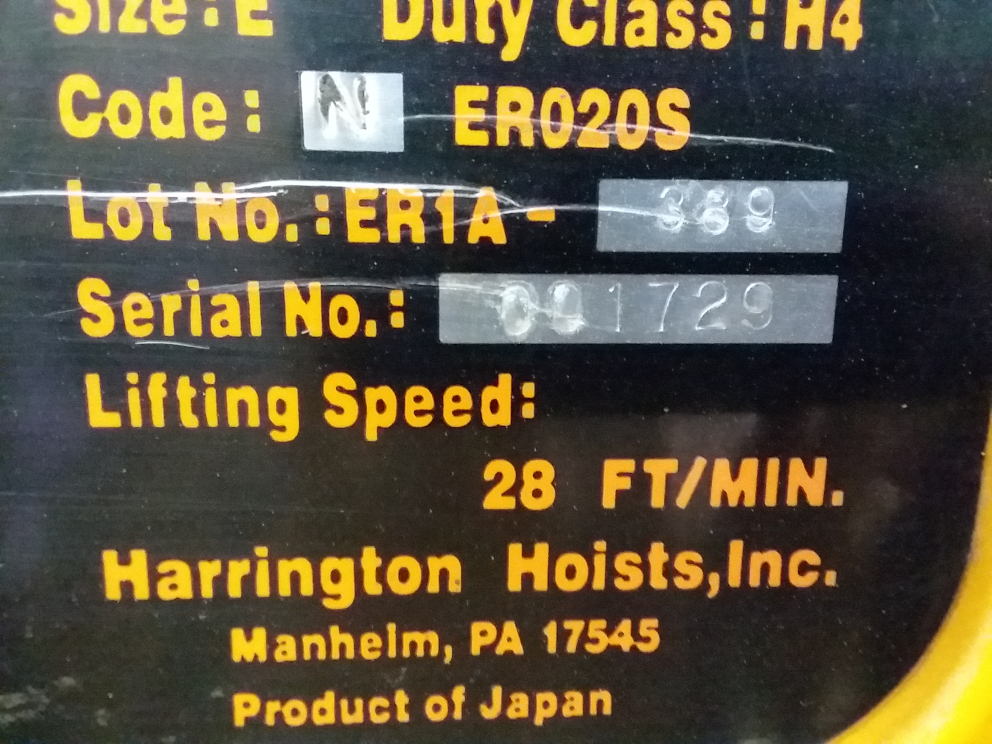 Size: E Duty Class: H4
Code: N ER020S
Lot No.: ER1A - 
Serial No.:
Lifting Speed:
28 FT/MIN.
Harrington Hoists,Inc.
Manheim, PA 17545
Product of Japan